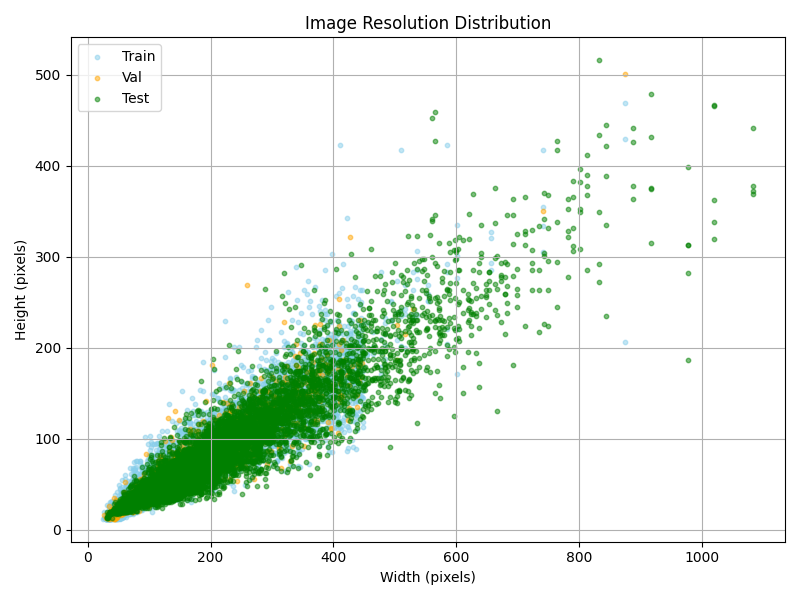 Image Resolution Distribution
Train
Val
Test
Height (pixels)
500
400
300
200
100
0
0 200 400 600 800 1000
Width (pixels)